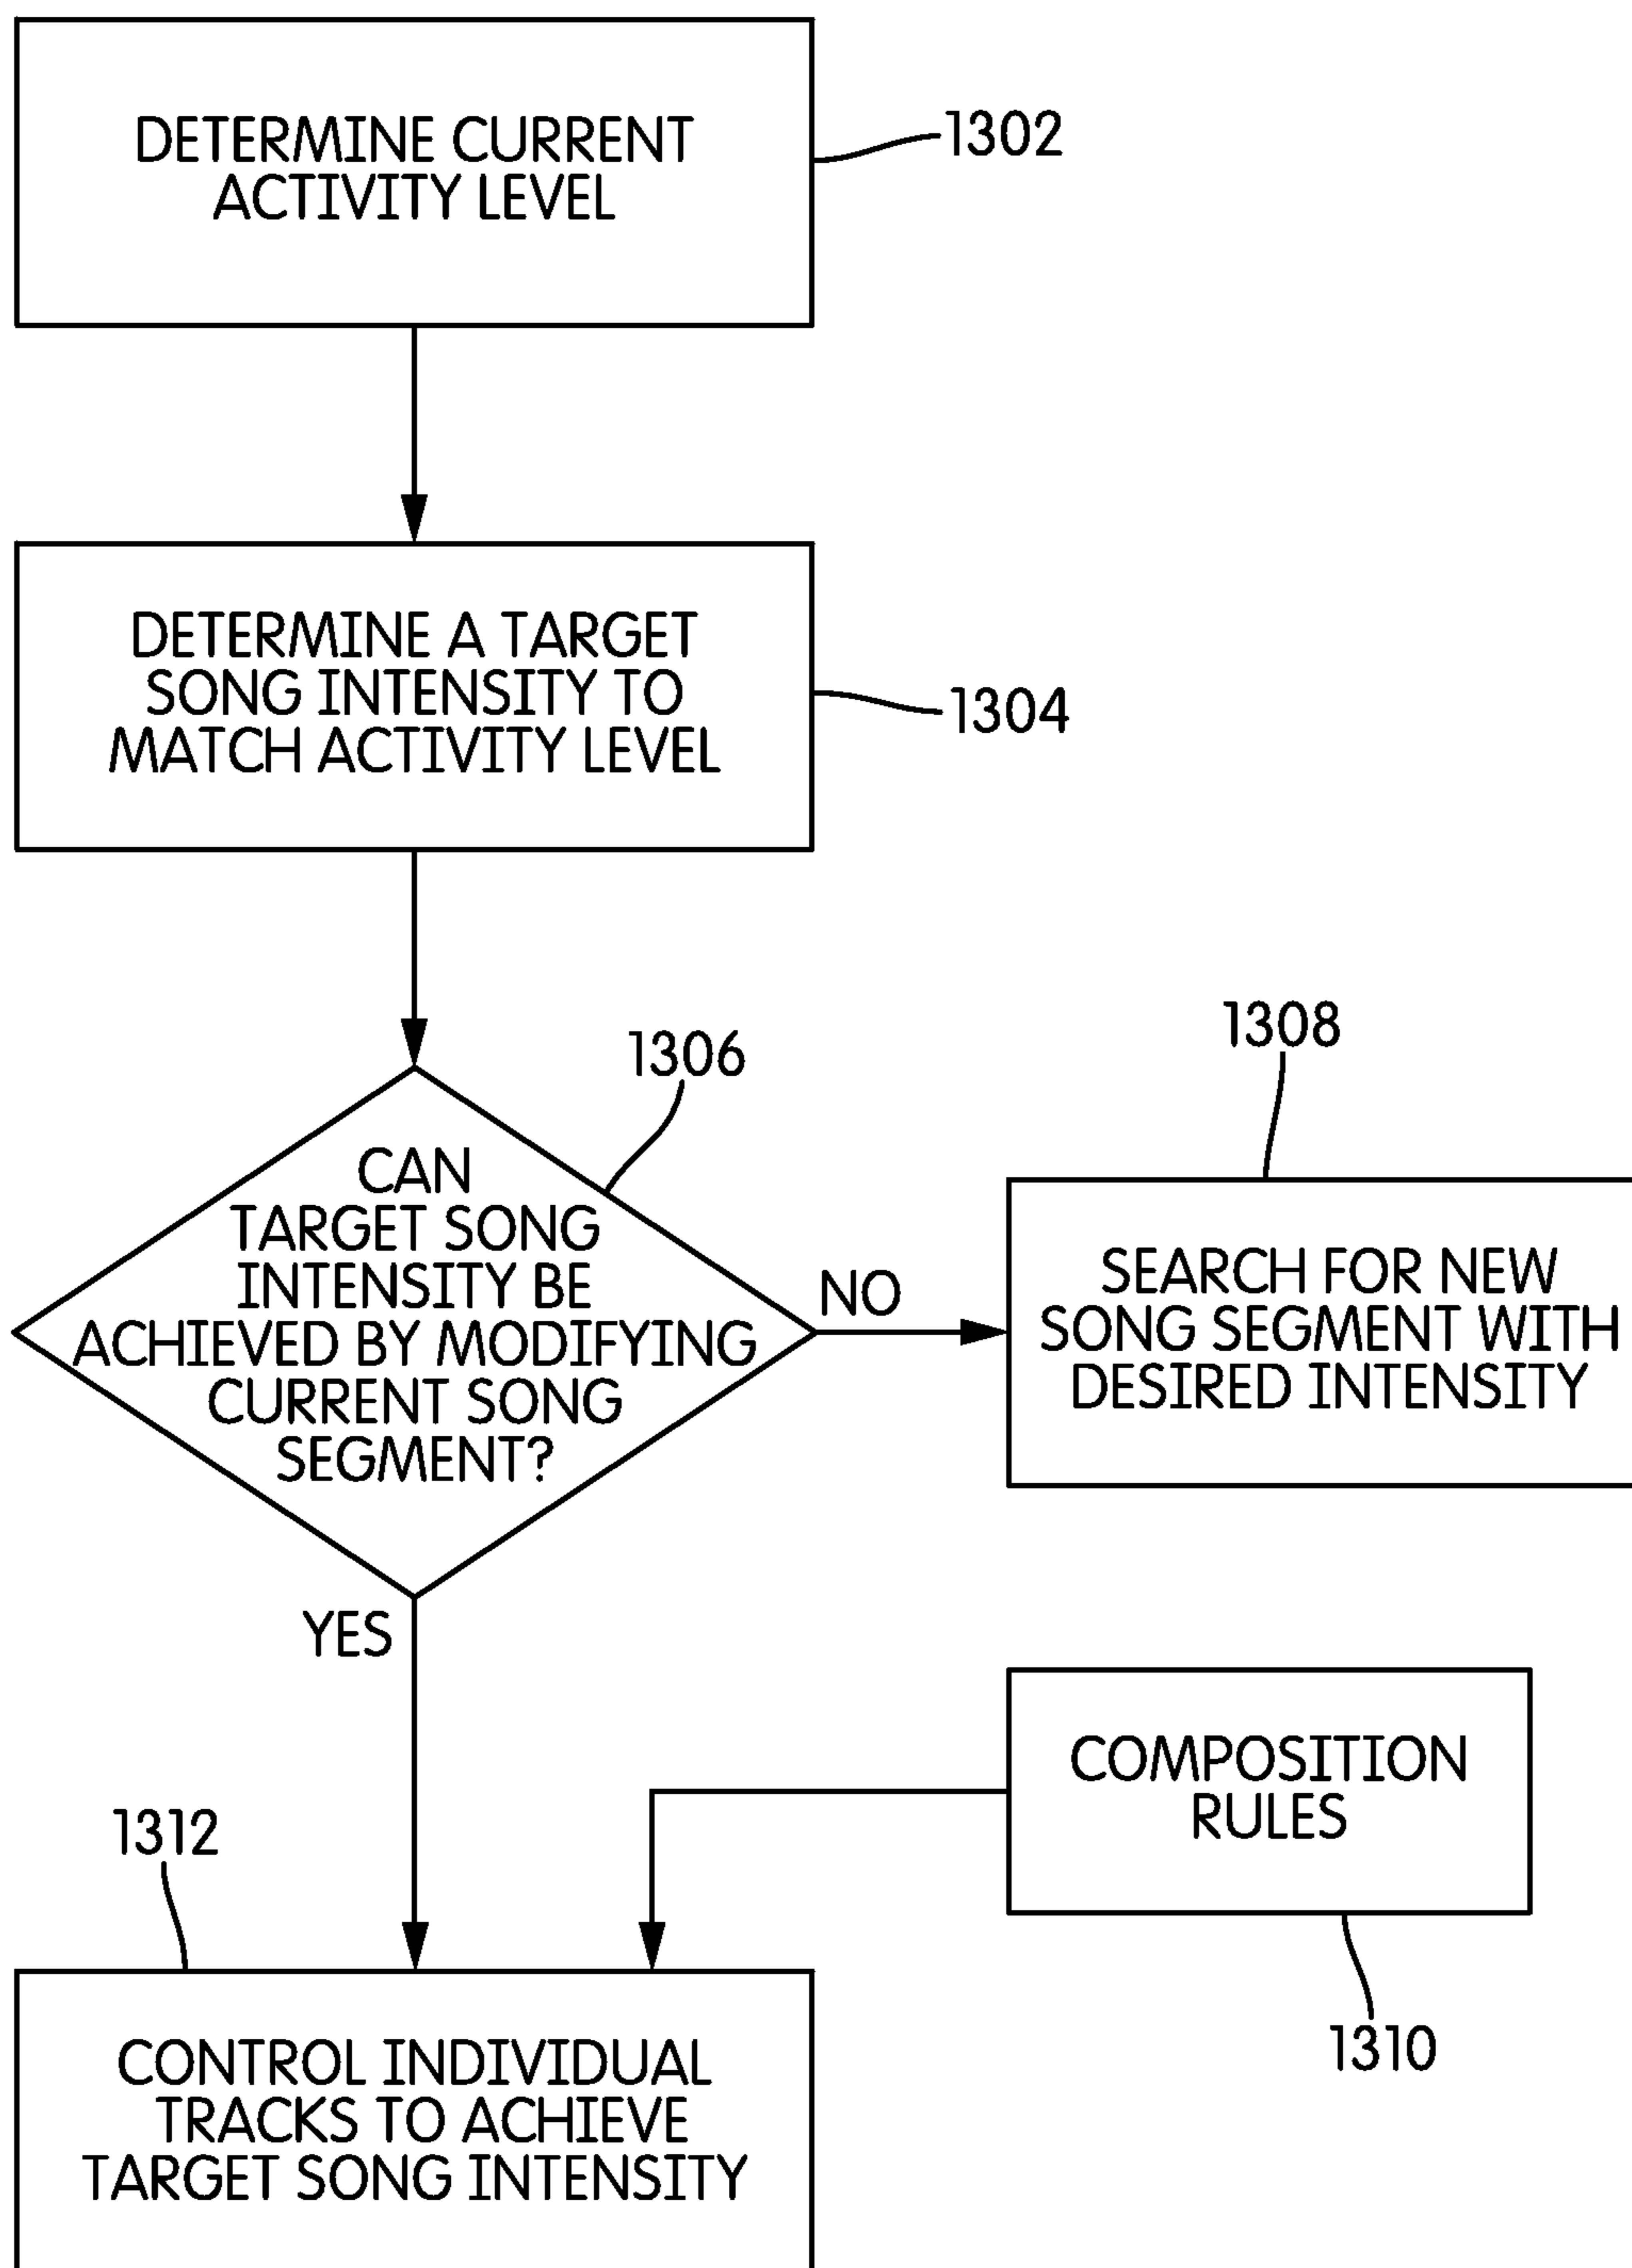 DETERMINE CURRENT
ACTIVITY LEVEL
1302
DETERMINE A TARGET
SONG INTENSITY TO
MATCH ACTIVITY LEVEL
1304
1306
CAN
TARGET SONG
INTENSITY BE
ACHIEVED BY MODIFYING
CURRENT SONG
SEGMENT?
NO
1308
SEARCH FOR NEW
SONG SEGMENT WITH
DESIRED INTENSITY
YES
COMPOSITION
RULES
1310
1312
CONTROL INDIVIDUAL
TRACKS TO ACHIEVE
TARGET SONG INTENSITY